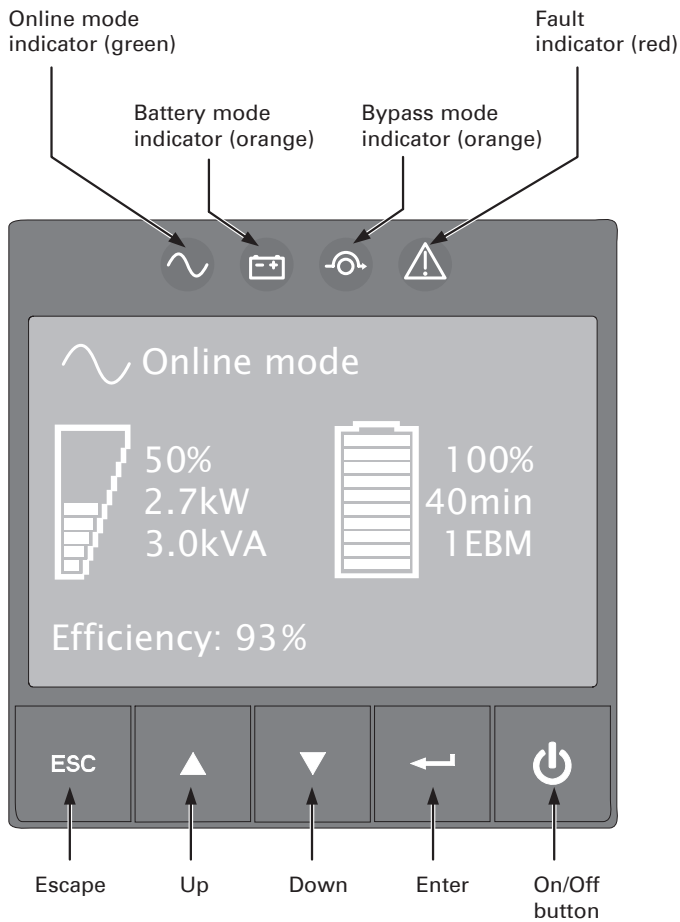 Online mode
indicator (green)
Fault
indicator (red)
Battery mode
indicator (orange)
Bypass mode
indicator (orange)
Online mode
50%
2.7kW
3.0kVA
100%
40min
1EBM
Efficiency: 93%
ESC
Escape
Up
Down
Enter
On/Off
button